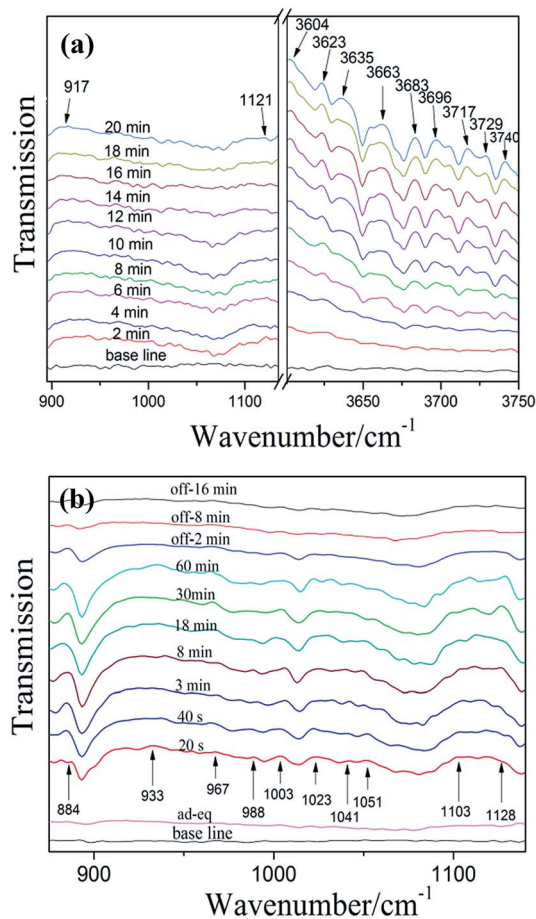 (a)
3604
3623
3635
3663
3683
3696
3717
3729
3740
917
1121
20 min
18 min
16 min
14 min
12 min
10 min
8 min
6 min
4 min
2 min
base line
Transmission
900
1000
1100
3650
3700
3750
Wavenumber/cm⁻¹
(b)
off-16 min
off-8 min
off-2 min
60 min
30min
18 min
8 min
3 min
40 s
20 s
884
933
967
988
1003
1023
1041
1051
1103
1128
ad-eq
base line
Transmission
900
1000
1100
Wavenumber/cm⁻¹